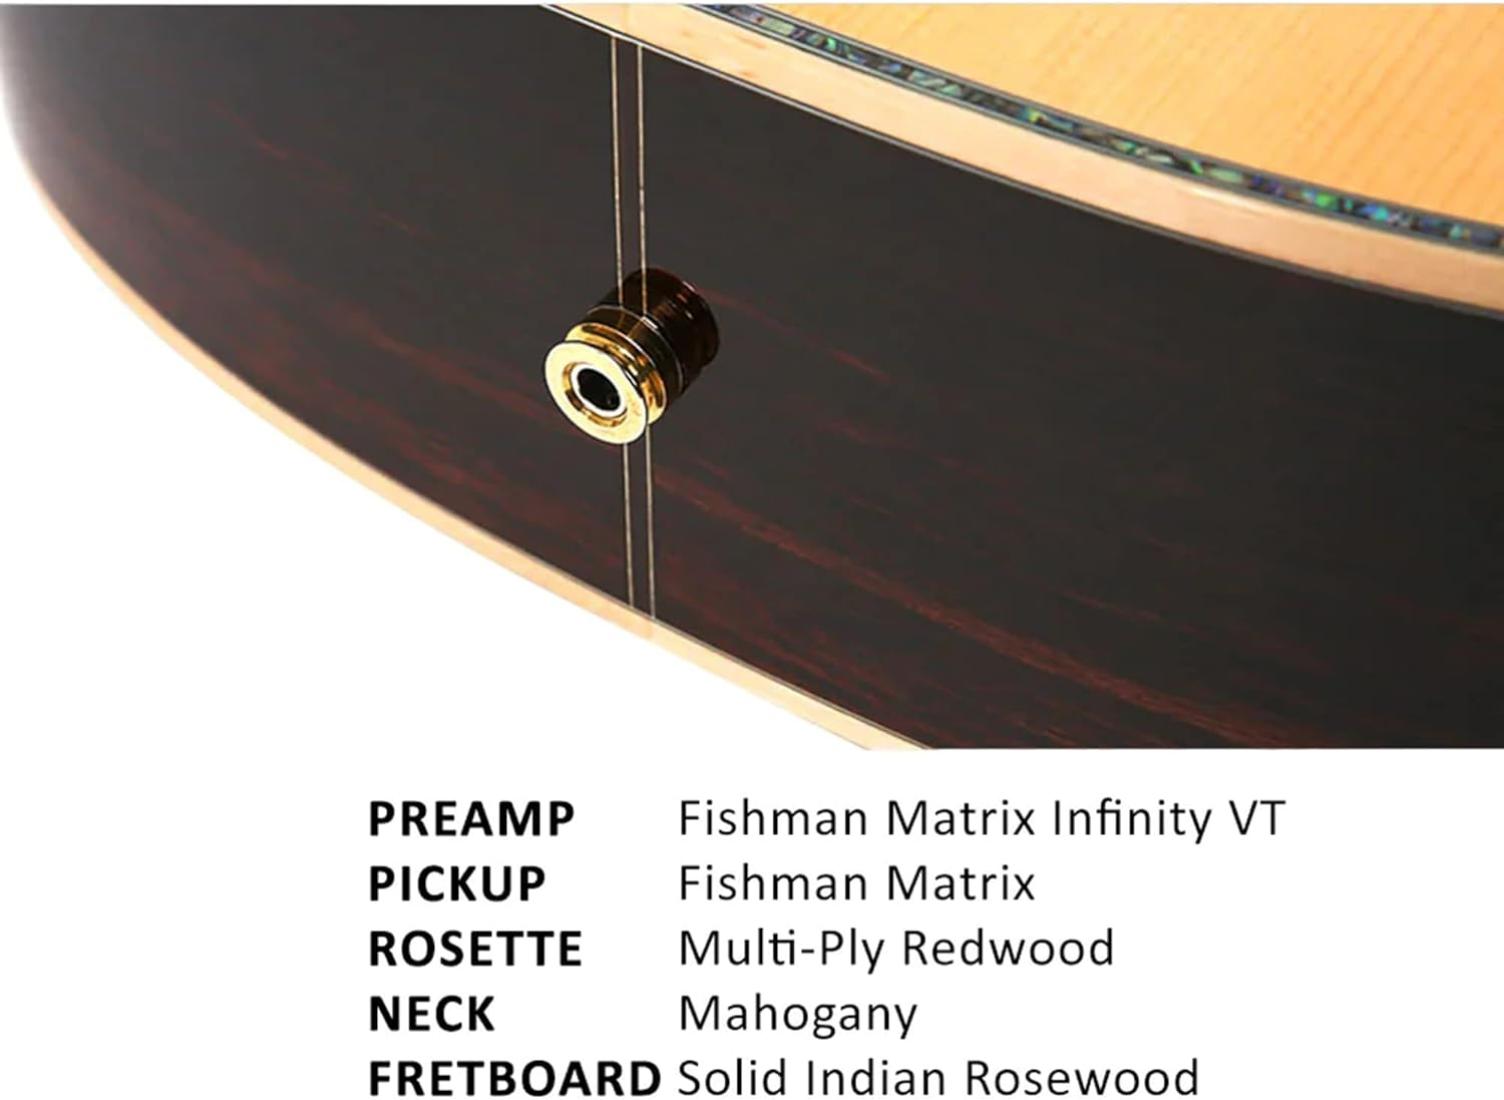 PREAMP Fishman Matrix Infinity VT
PICKUP Fishman Matrix
ROSETTE Multi-Ply Redwood
NECK Mahogany
FRETBOARD Solid Indian Rosewood